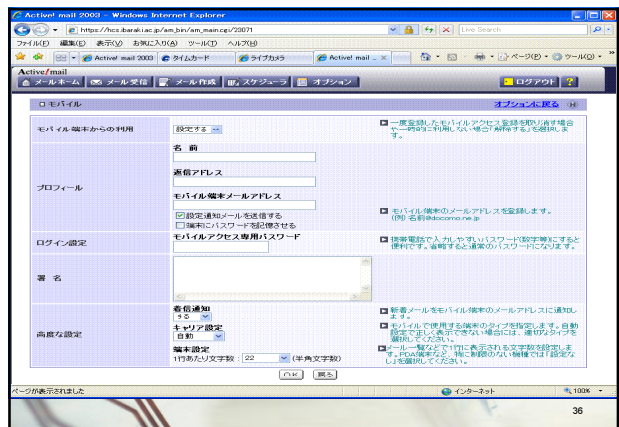 Active! mail 2003 - Windows Internet Explorer
https://hcs.ibaraki.ac.jp/am_bin/am_main.cgi/23071
Live Search
ファイル(F) 編集(E) 表示(V) お気に入り(A) ツール(T) ヘルプ(H)
Active! mail 2003 タイムカード ライブカメラ Active! mail ... ページ(P) ツール(O)
Active!mail
メールホーム メール受信 メール作成 スケジューラ オプション ログアウト ?
モバイル オプションに戻る
モバイル端末からの利用
設定する
一度登録したモバイルアクセス登録を取り消す場合
や一時的に利用しない場合「解除する」を選択しま
す。
プロフィール
名 前
返信アドレス
モバイル端末メールアドレス
設定通知メールを送信する
端末にパスワードを記憶させる
モバイル端末のメールアドレスを登録します。
(例) 名前@docomo.ne.jp
ログイン設定
モバイルアクセス専用パスワード
携帯電話で入力しやすいパスワード(数字等)にすると
便利です。省略すると通常のパスワードになります。
署 名
高度な設定
着信通知
する
新着メールをモバイル端末のメールアドレスに通知し
ます。
キャリア設定
自動
モバイルで使用する端末のタイプを指定します。自動
設定で正しく表示できない場合には、適切なタイプを
選択してください。
端末設定
1行あたり文字数 : 22 (半角文字数)
メール一覧などで1行に表示される文字数を設定しま
す。PDA端末など、特に制限のない機種では「設定な
し」を選択してください。
OK 戻る
ページが表示されました インターネット 100%
36